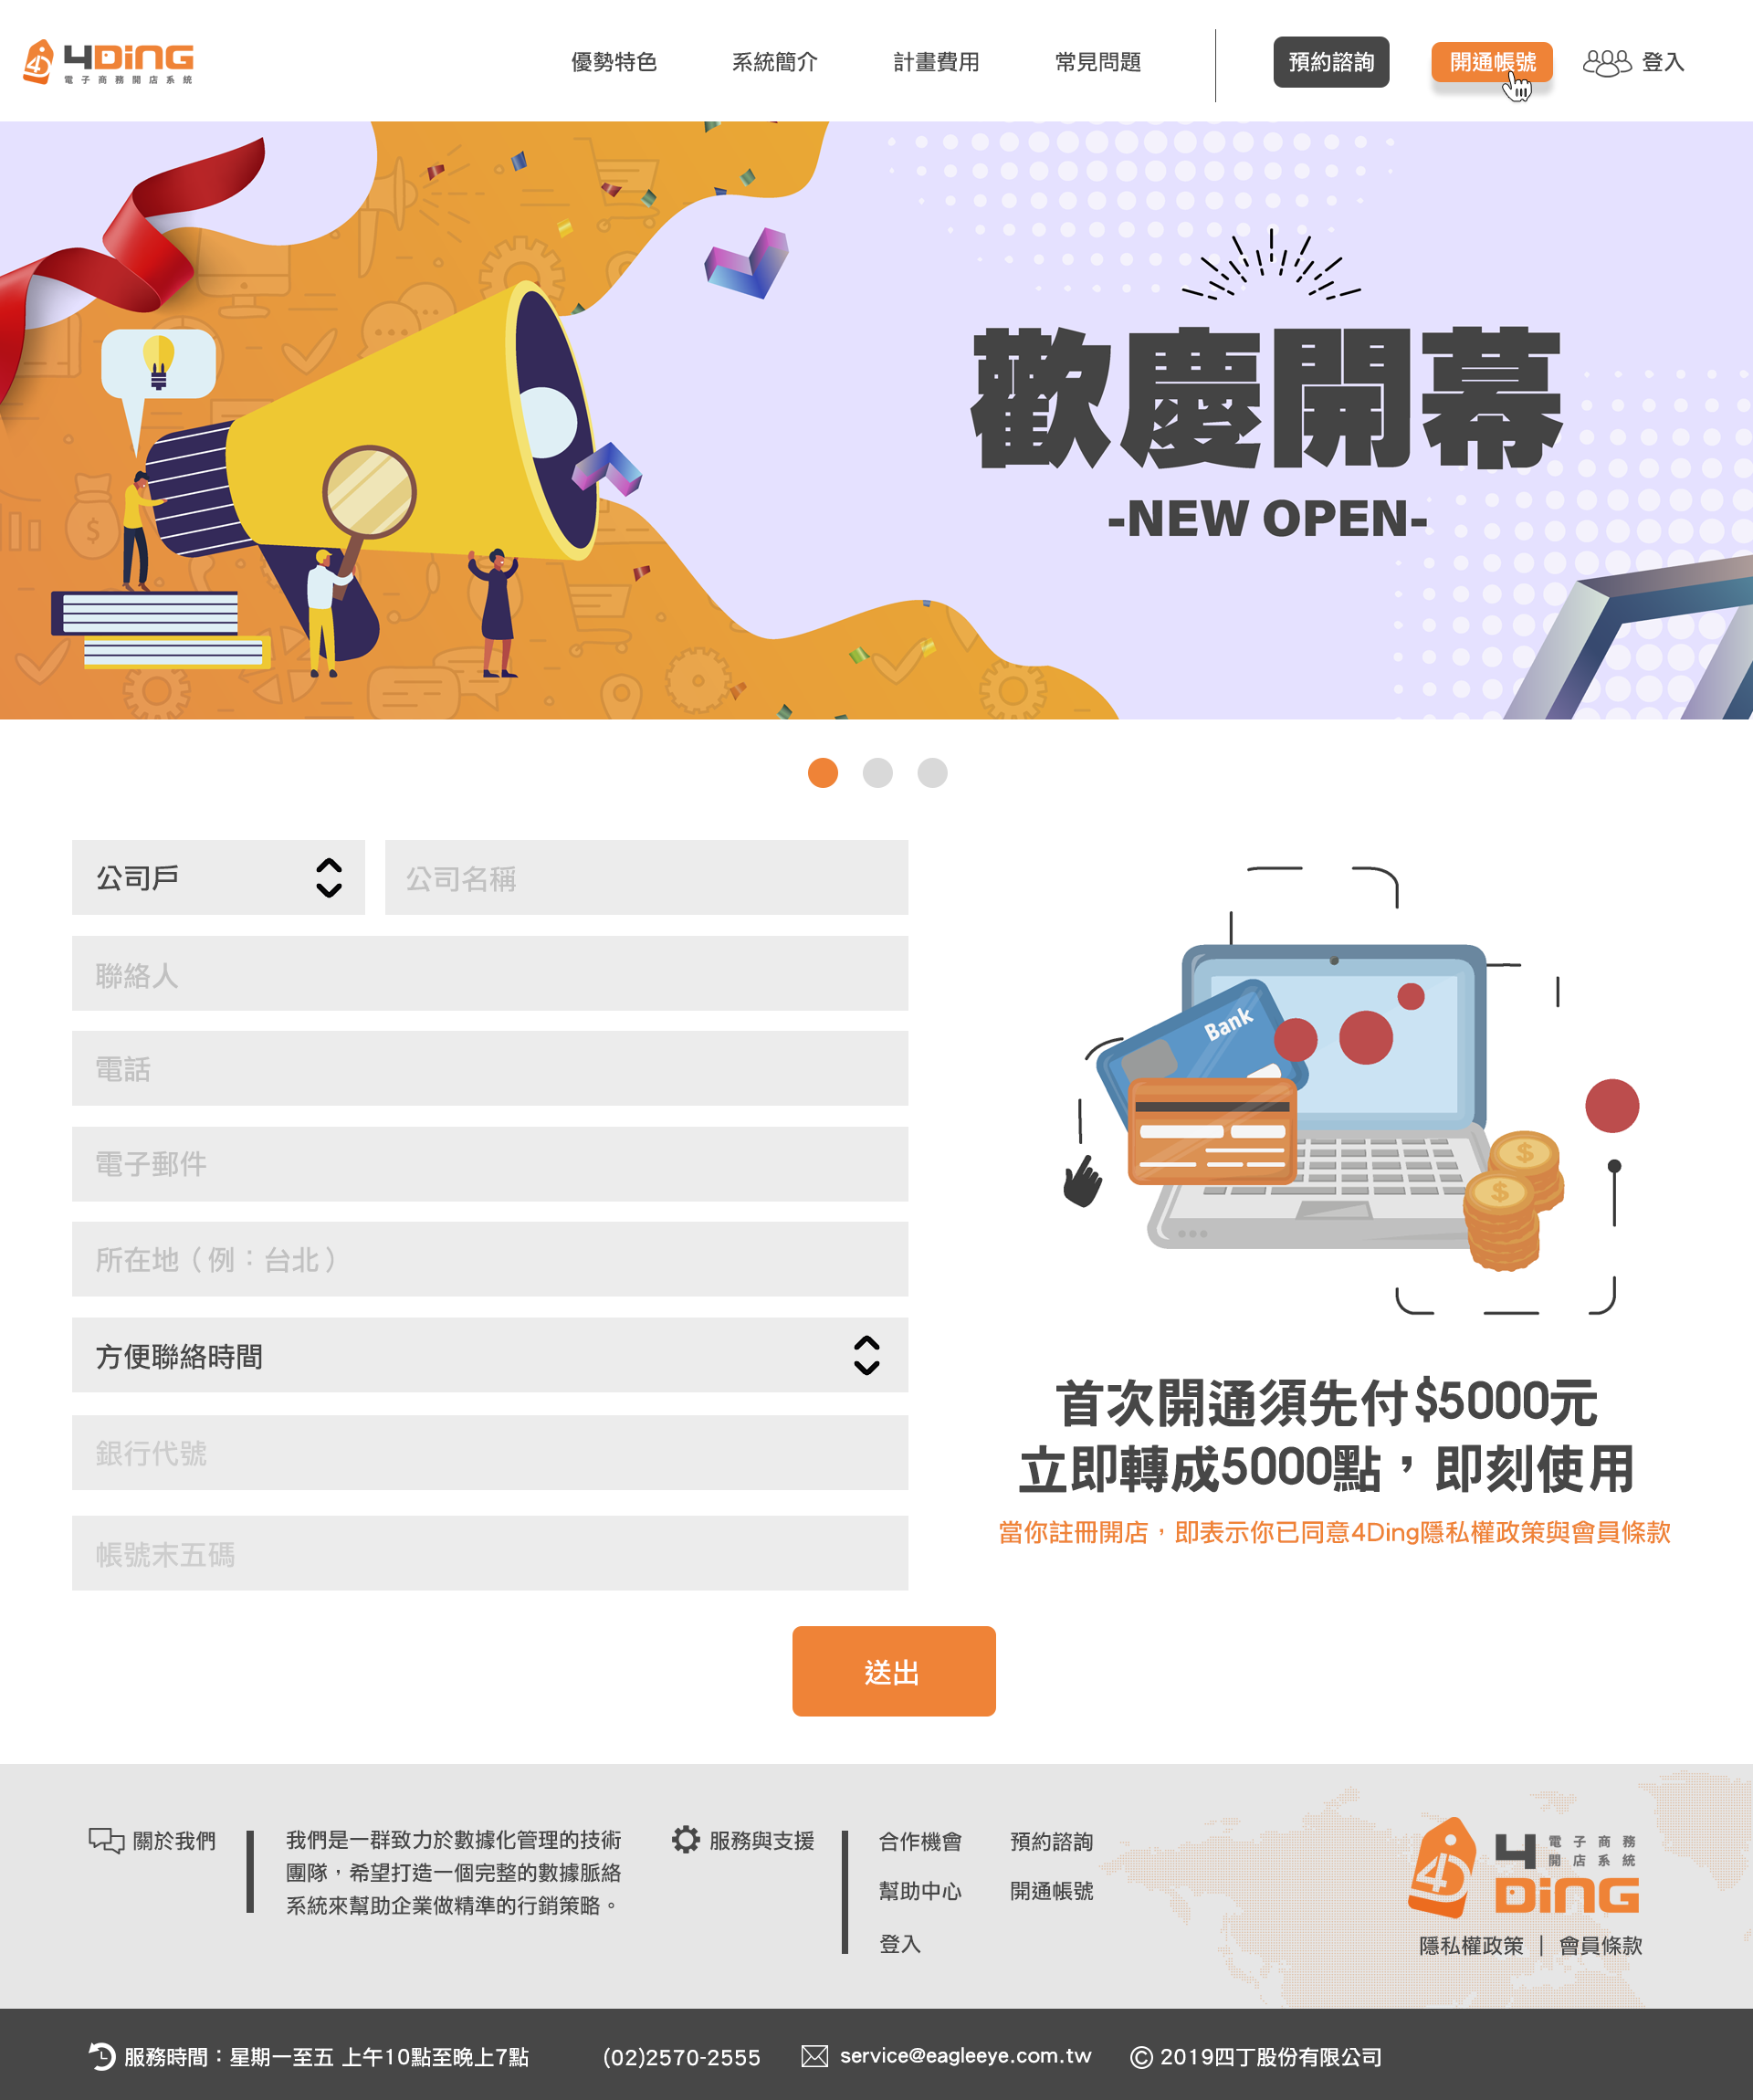 4DiNG
電子商務開店系統
優勢特色
系統簡介
計畫費用
常見問題
預約諮詢
開通帳號
登入
歡慶開幕
-NEW OPEN-
公司戶
公司名稱
聯絡人
電話
電子郵件
所在地（例：台北）
方便聯絡時間
銀行代號
帳號末五碼
Bank
首次開通須先付$5000元
立即轉成5000點，即刻使用
當你註冊開店，即表示你已同意4Ding隱私權政策與會員條款
送出
關於我們
我們是一群致力於數據化管理的技術
團隊，希望打造一個完整的數據脈絡
系統來幫助企業做精準的行銷策略。
服務與支援
合作機會
預約諮詢
幫助中心
開通帳號
登入
4 電子商務
開店系統
DiNG
隱私權政策 | 會員條款
服務時間：星期一至五 上午10點至晚上7點
(02)2570-2555
service@eagleeye.com.tw
© 2019四丁股份有限公司